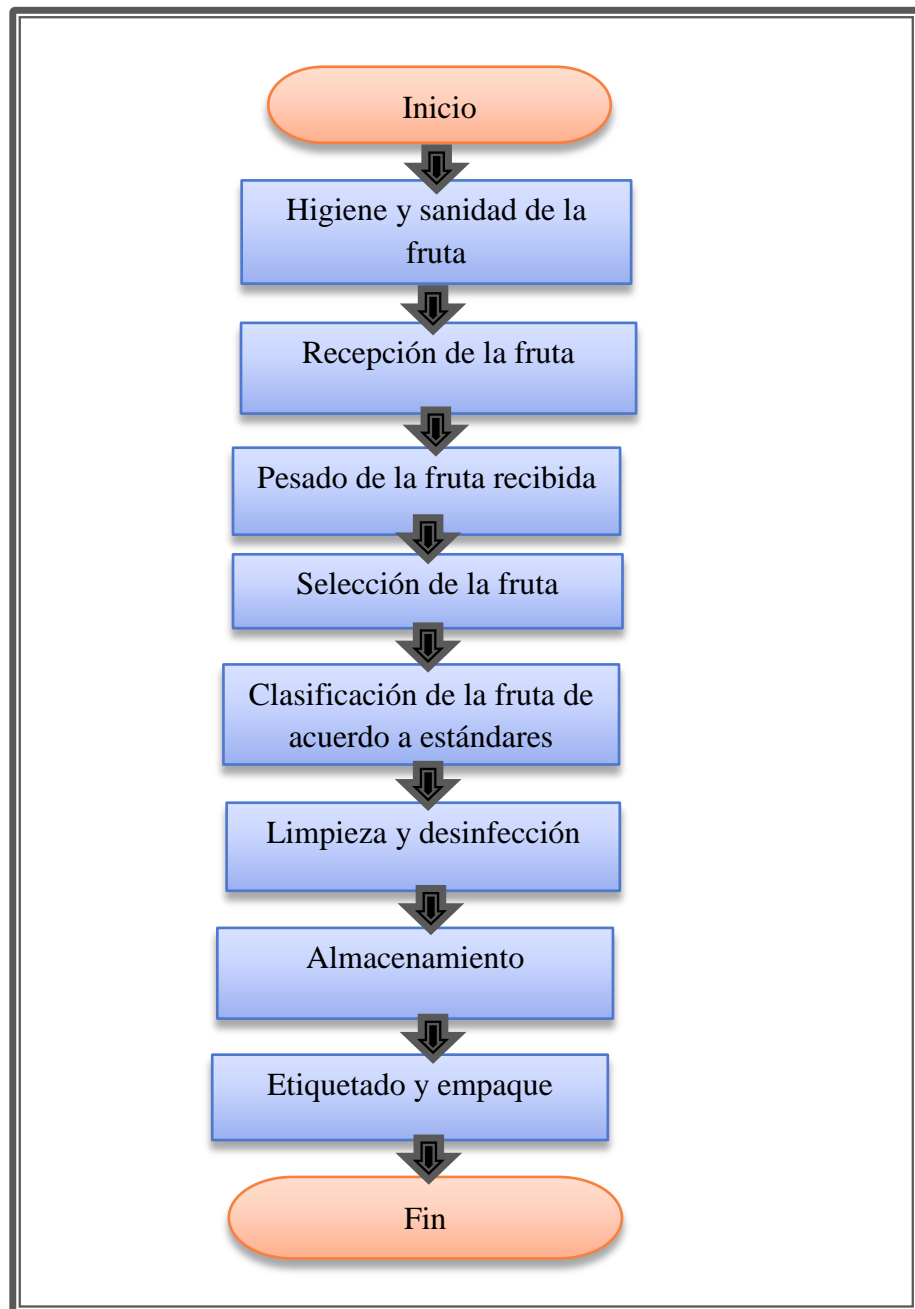 Inicio
Higiene y sanidad de la
fruta
Recepción de la fruta
Pesado de la fruta recibida
Selección de la fruta
Clasificación de la fruta de
acuerdo a estándares
Limpieza y desinfección
Almacenamiento
Etiquetado y empaque
Fin